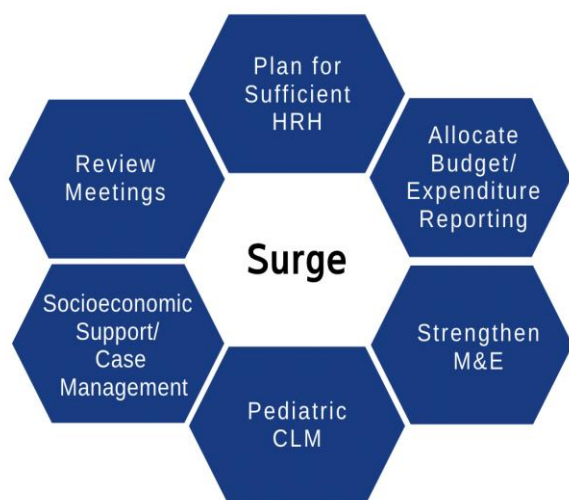 Plan for
Sufficient
HRH
Allocate
Budget/
Expenditure
Reporting
Strengthen
M&E
Pediatric
CLM
Socioeconomic
Support/
Case
Management
Review
Meetings
Surge